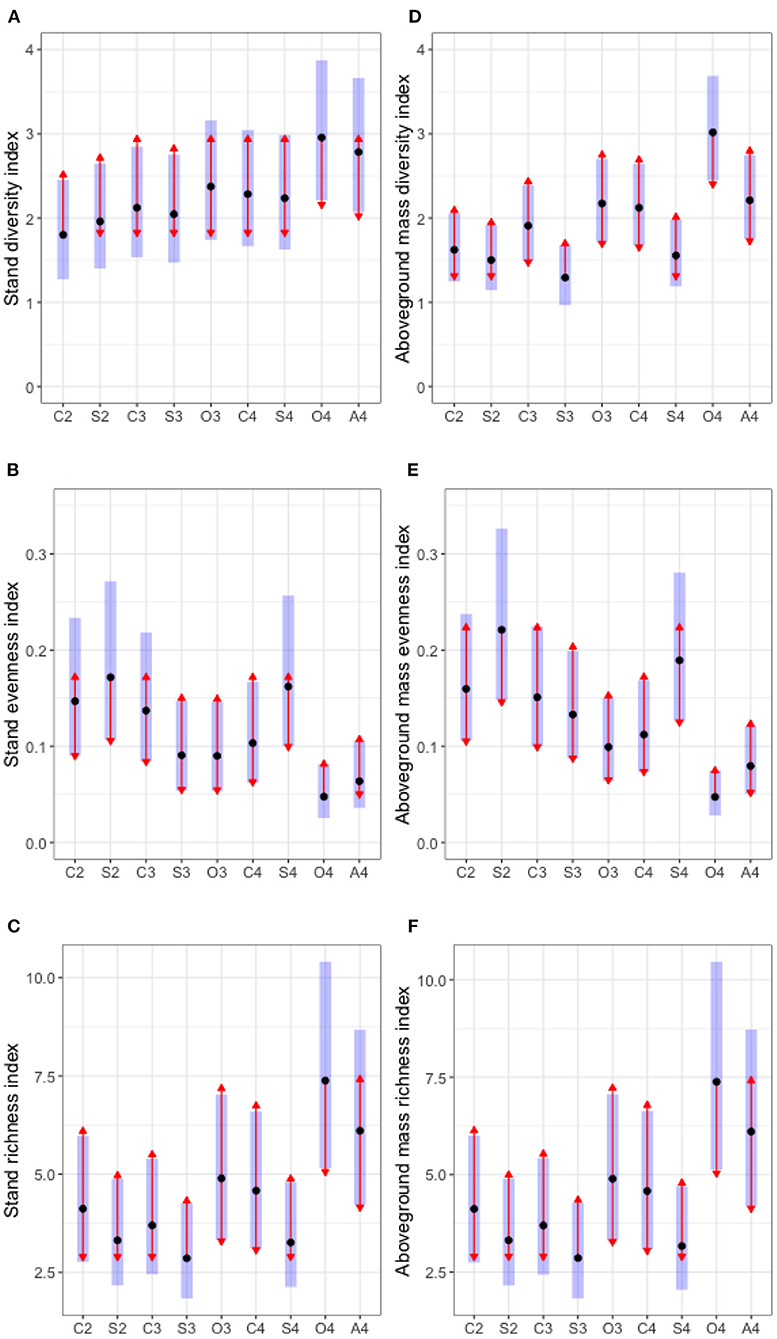 A
Stand diversity index
4
3
2
1
0
C2 S2 C3 S3 O3 C4 S4 O4 A4
D
Aboveground mass diversity index
4
3
2
1
0
C2 S2 C3 S3 O3 C4 S4 O4 A4
B
Stand evenness index
0.3
0.2
0.1
0.0
C2 S2 C3 S3 O3 C4 S4 O4 A4
E
Aboveground mass evenness index
0.3
0.2
0.1
0.0
C2 S2 C3 S3 O3 C4 S4 O4 A4
C
Stand richness index
10.0
7.5
5.0
2.5
C2 S2 C3 S3 O3 C4 S4 O4 A4
F
Aboveground mass richness index
10.0
7.5
5.0
2.5
C2 S2 C3 S3 O3 C4 S4 O4 A4